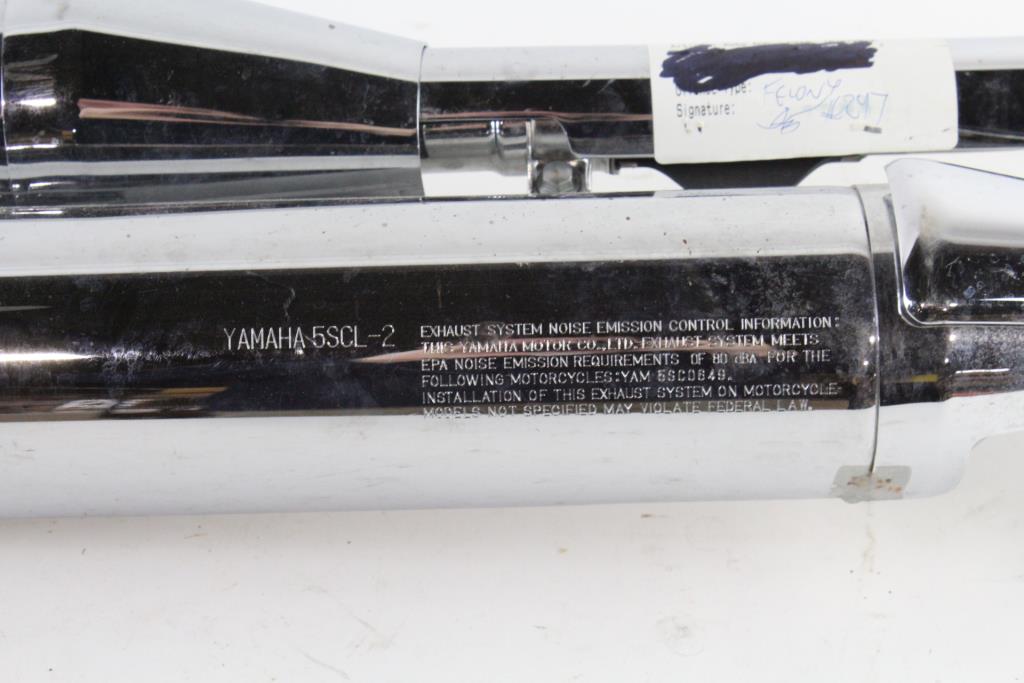 Type: FELONY
Signature:
YAMAHA 5SCL-2
EXHAUST SYSTEM NOISE EMISSION CONTROL INFORMATION:
THIS YAMAHA MOTOR CO.,LTD. EXHAUST SYSTEM MEETS
EPA NOISE EMISSION REQUIREMENTS OF 80 dBA FOR THE
FOLLOWING MOTORCYCLES:YAM 5SC0649.
INSTALLATION OF THIS EXHAUST SYSTEM ON MOTORCYCLE
MODELS NOT SPECIFIED MAY VIOLATE FEDERAL LAW.